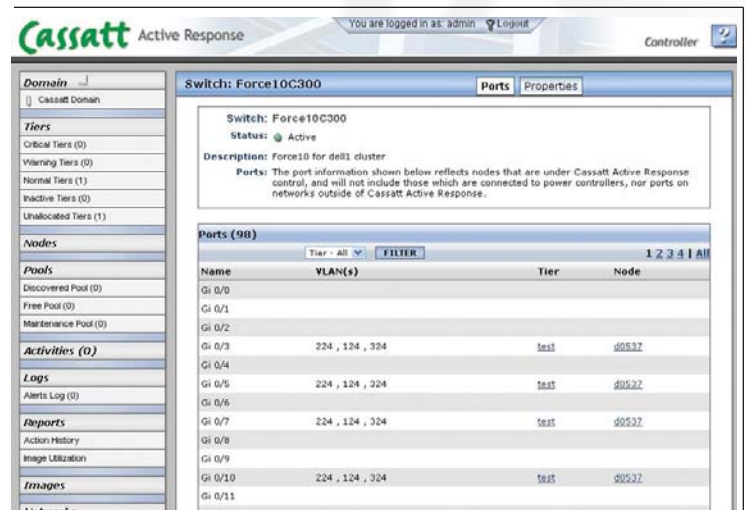 Cassatt Active Response
You are logged in as: admin Logout
Controller
?
Domain
Cassatt Domain
Tiers
Critical Tiers (0)
Warning Tiers (0)
Normal Tiers (1)
Inactive Tiers (0)
Unallocated Tiers (1)
Nodes
Pools
Discovered Pool (0)
Free Pool (0)
Maintenance Pool (0)
Activities (0)
Logs
Alerts Log (0)
Reports
Action History
Image Utilization
Images
Switch: Force10C300
Ports Properties
Switch: Force10C300
Status: Active
Description: Force10 for dell1 cluster
Ports: The port information shown below reflects nodes that are under Cassatt Active Response
control, and will not include those which are connected to power controllers, nor ports on
networks outside of Cassatt Active Response.
Ports (98)
Tier - All FILTER 1 2 3 4 | All
Name VLAN(s) Tier Node
Gi 0/0
Gi 0/1
Gi 0/2
Gi 0/3 224 , 124 , 324 test d0537
Gi 0/4
Gi 0/5 224 , 124 , 324 test d0537
Gi 0/6
Gi 0/7 224 , 124 , 324 test d0537
Gi 0/8
Gi 0/9
Gi 0/10 224 , 124 , 324 test d0537
Gi 0/11